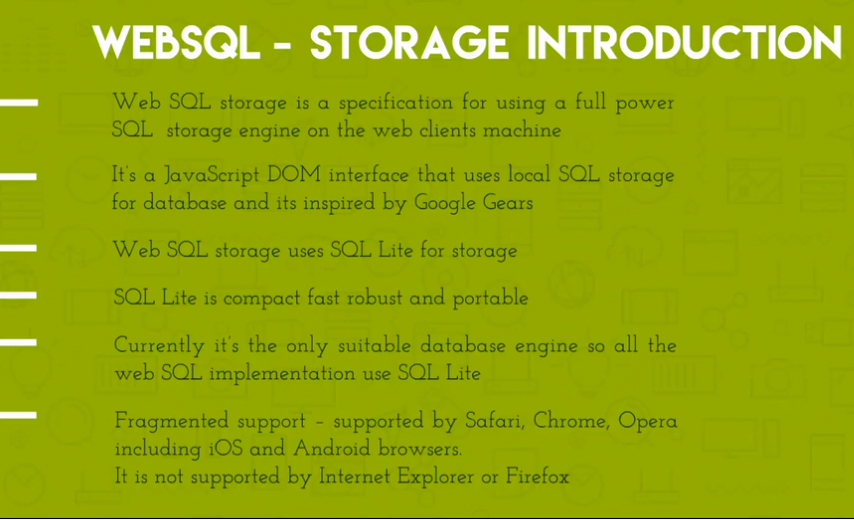 WEBSQL - STORAGE INTRODUCTION
Web SQL storage is a specification for using a full power
SQL storage engine on the web clients machine
It's a JavaScript DOM interface that uses local SQL storage
for database and its inspired by Google Gears
Web SQL storage uses SQL Lite for storage
SQL Lite is compact fast robust and portable
Currently it's the only suitable database engine so all the
web SQL implementation use SQL Lite
Fragmented support – supported by Safari, Chrome, Opera
including iOS and Android browsers.
It is not supported by Internet Explorer or Firefox